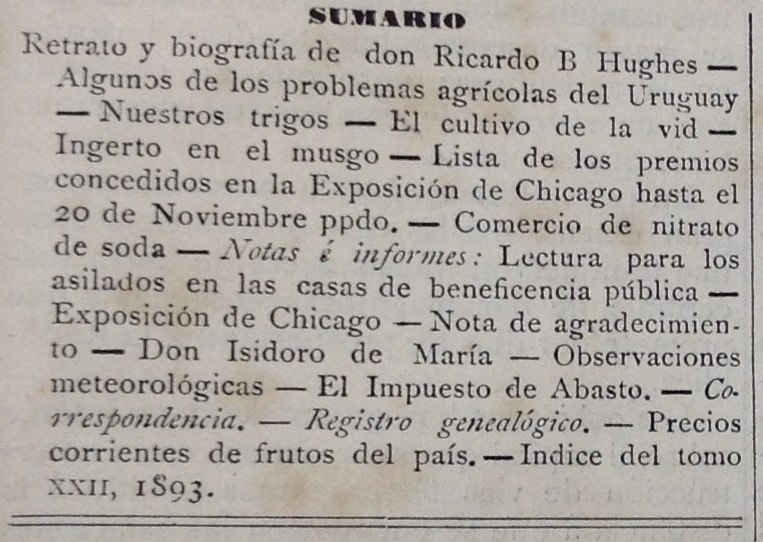 SUMARIO
Retrato y biografía de don Ricardo B Hughes —
Algunos de los problemas agrícolas del Uruguay
— Nuestros trigos — El cultivo de la vid —
Ingerto en el musgo — Lista de los premios
concedidos en la Exposición de Chicago hasta el
20 de Noviembre ppdo. — Comercio de nitrato
de soda — Notas é informes: Lectura para los
asilados en las casas de beneficencia pública —
Exposición de Chicago — Nota de agradecimien-
to — Don Isidoro de María — Observaciones
meteorológicas — El Impuesto de Abasto. — Co-
rrespondencia. — Registro genealógico. — Precios
corrientes de frutos del país. — Indice del tomo
XXII, 1893.